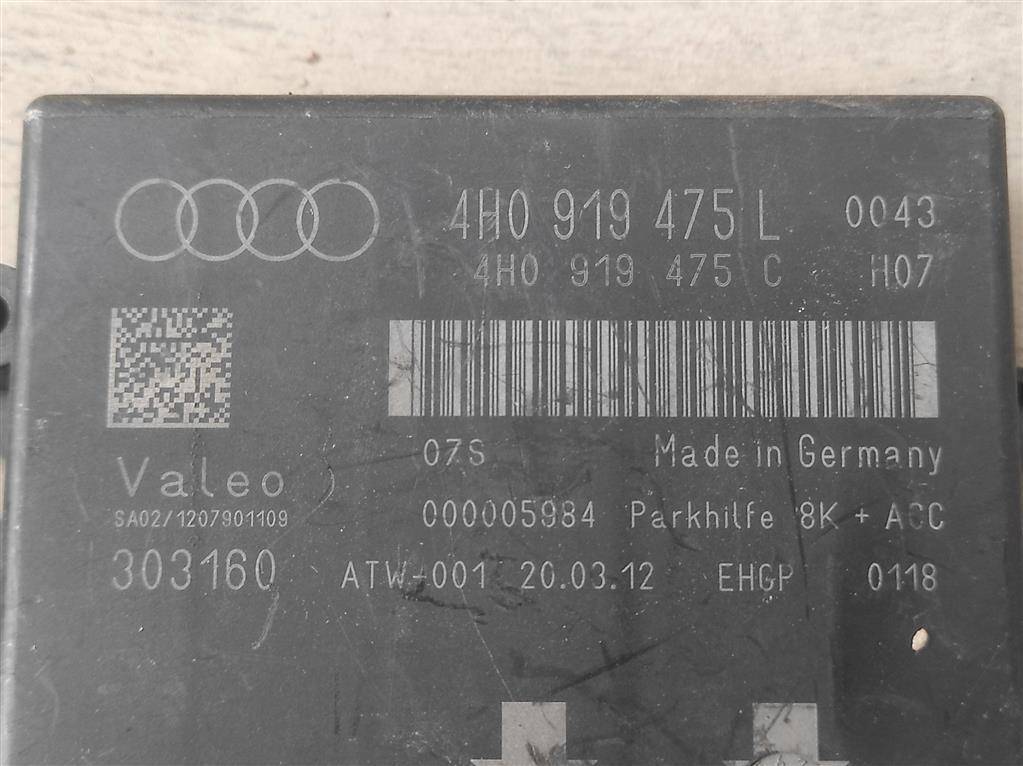 4H0 919 475 L 0043
4H0 919 475 C H07
07S Made in Germany
Valeo
SA02/1207901109
000005984 Parkhilfe 8K + ACC
303160 ATW-001 20.03.12 EHGP 0118